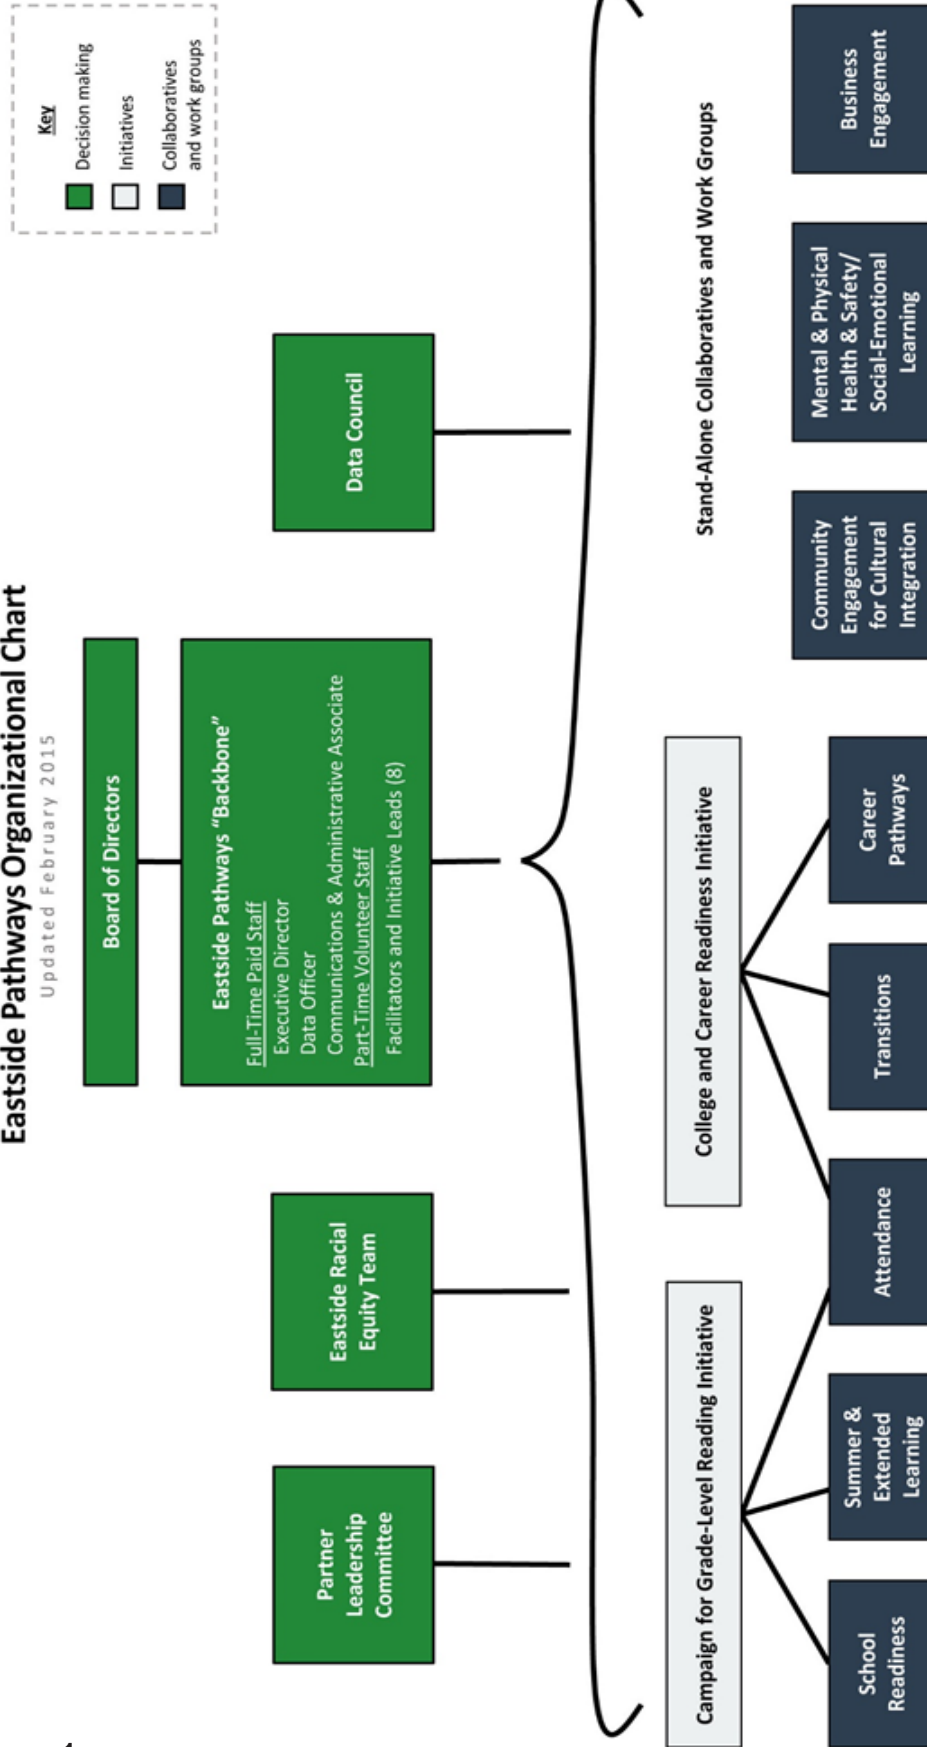 Eastside Pathways Organizational Chart
Updated February 2015
Key
Decision making
Initiatives
Collaboratives
and work groups
Board of Directors
Eastside Pathways “Backbone”
Full-Time Paid Staff
Executive Director
Data Officer
Communications & Administrative Associate
Part-Time Volunteer Staff
Facilitators and Initiative Leads (8)
Partner
Leadership
Committee
Eastside Racial
Equity Team
Data Council
Campaign for Grade-Level Reading Initiative
College and Career Readiness Initiative
Stand-Alone Collaboratives and Work Groups
School
Readiness
Summer &
Extended
Learning
Attendance
Transitions
Career
Pathways
Community
Engagement
for Cultural
Integration
Mental & Physical
Health & Safety/
Social-Emotional
Learning
Business
Engagement